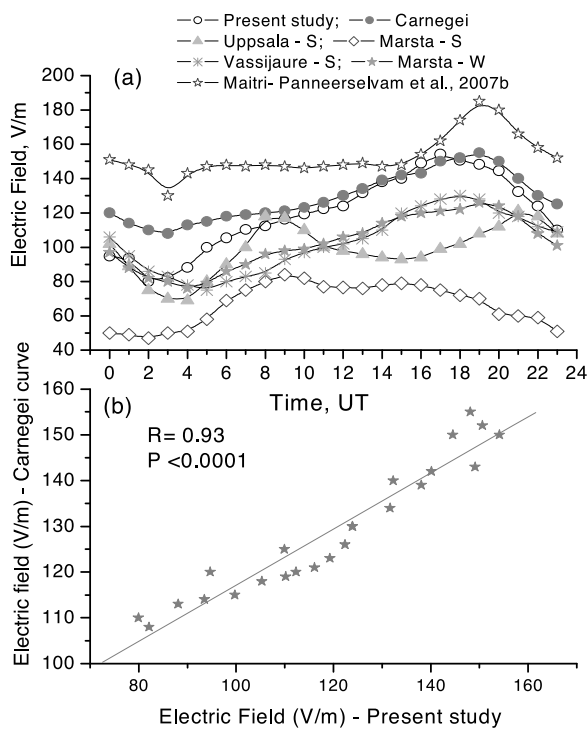 Present study; Carnegei
Uppsala - S; Marsta - S
Vassijaure - S; Marsta - W
Maitri- Panneerselvam et al., 2007b
200
180
160
140
120
100
80
60
40
Electric Field, V/m
(a)
0 2 4 6 8 10 12 14 16 18 20 22 24
Time, UT
160
150
140
130
120
110
100
Electric field (V/m) - Carnegei curve
(b)
R= 0.93
P <0.0001
80 100 120 140 160
Electric Field (V/m) - Present study